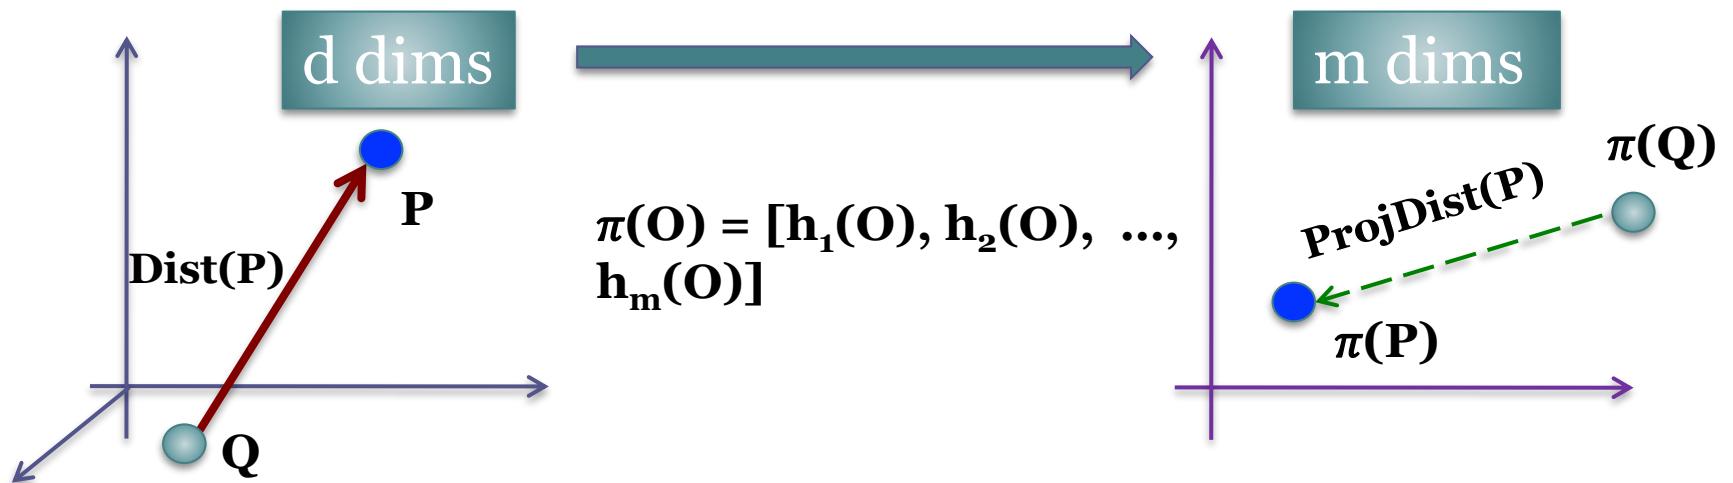 d dims
m dims
P
Dist(P)
Q
π(O) = [h₁(O), h₂(O), ...,
hₘ(O)]
π(Q)
ProjDist(P)
π(P)